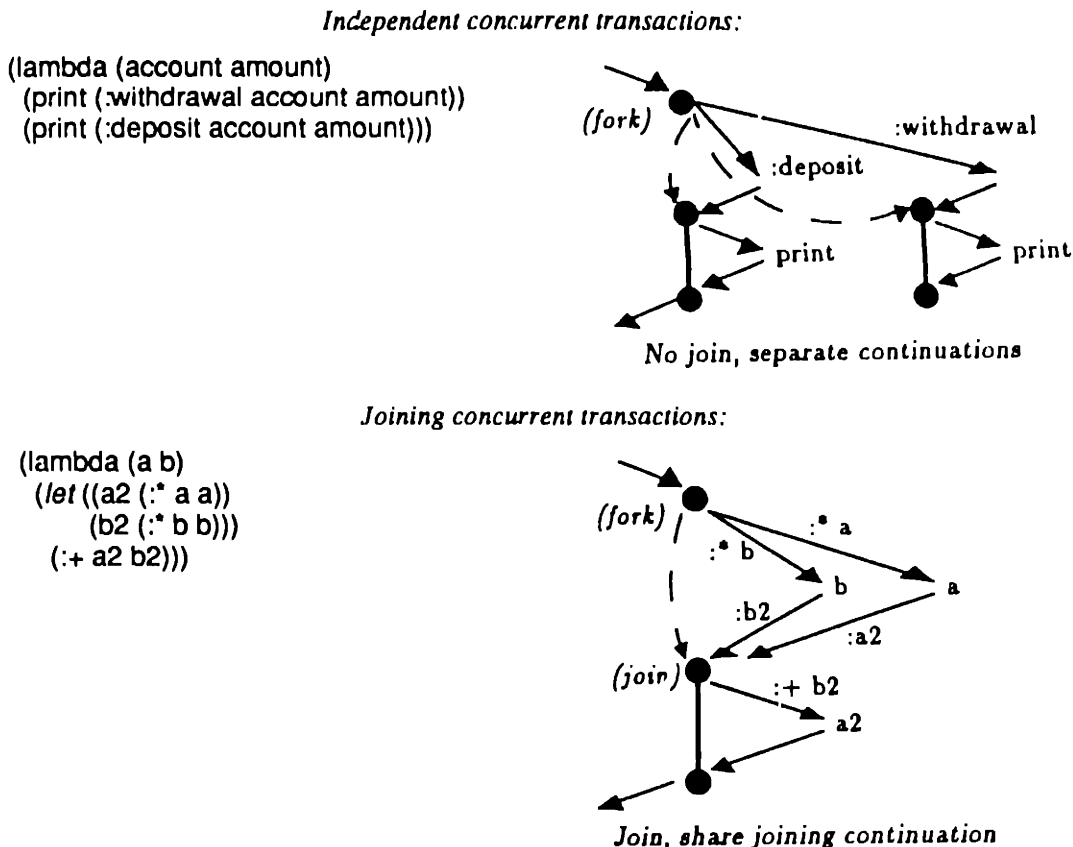 Independent concurrent transactions:
(lambda (account amount)
(print (:withdrawal account amount))
(print (:deposit account amount)))
(fork)
:withdrawal
:deposit
print
print
No join, separate continuations
Joining concurrent transactions:
(lambda (a b)
(let ((a2 (:* a a))
(b2 (:* b b)))
(:+ a2 b2)))
(fork)
:* a
:* b
b
a
:b2
:a2
(join)
:+ b2
a2
Join, share joining continuation